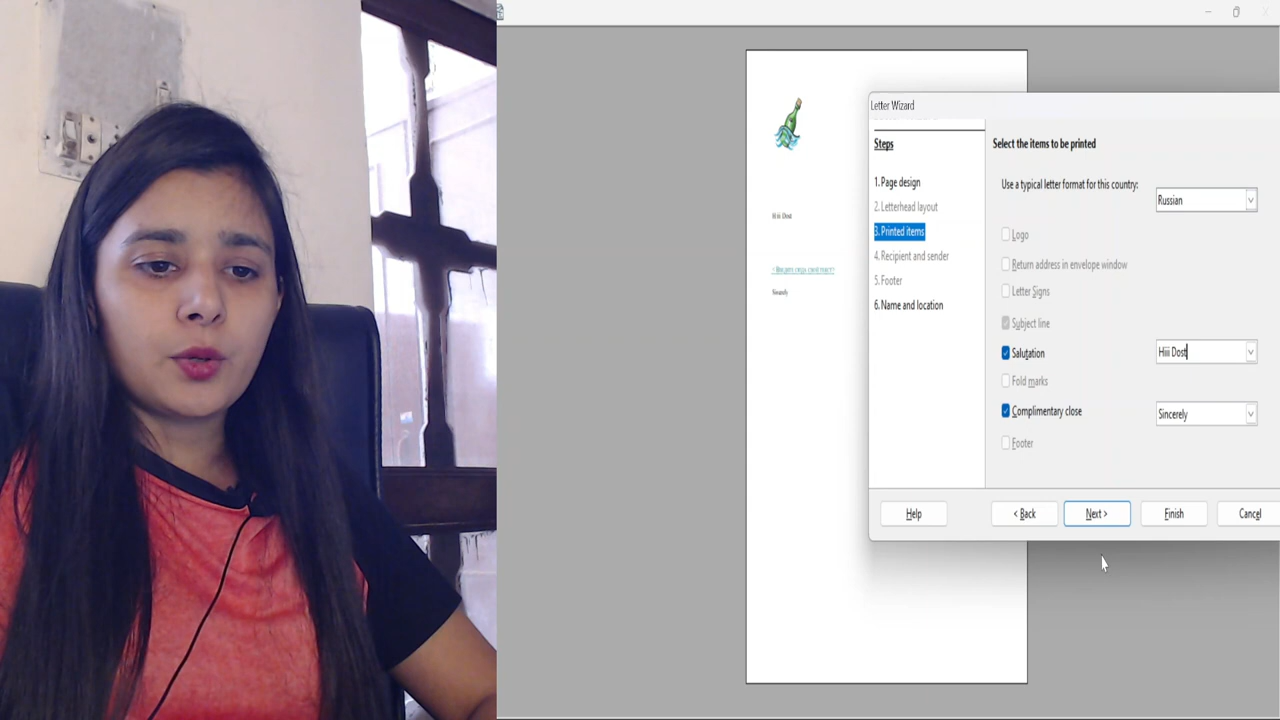 Letter Wizard
Steps
Select the items to be printed
1. Page design
Use a typical letter format for this country:
Russian
2. Letterhead layout
3. Printed items
Logo
4. Recipient and sender
Return address in envelope window
5. Footer
Letter Signs
6. Name and location
Subject line
Salutation
Hiii Dost
Fold marks
Complimentary close
Sincerely
Footer
Help
< Back
Next >
Finish
Cancel
Hiii Dost
Sincerely